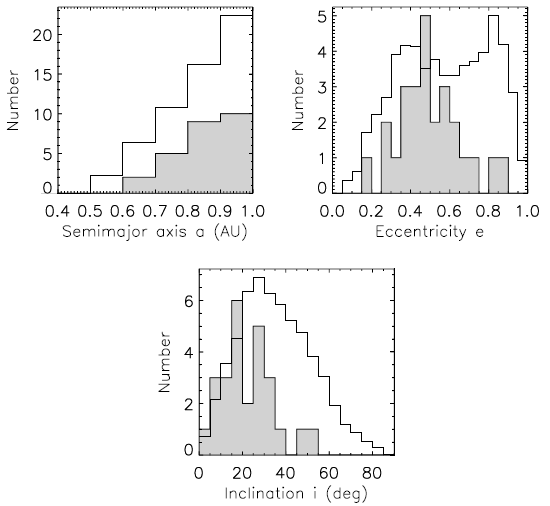 20
15
10
5
0
Number
0.4 0.5 0.6 0.7 0.8 0.9 1.0
Semimajor axis a (AU)
5
4
3
2
1
0
Number
0.0 0.2 0.4 0.6 0.8 1.0
Eccentricity e
6
4
2
0
Number
0 20 40 60 80
Inclination i (deg)